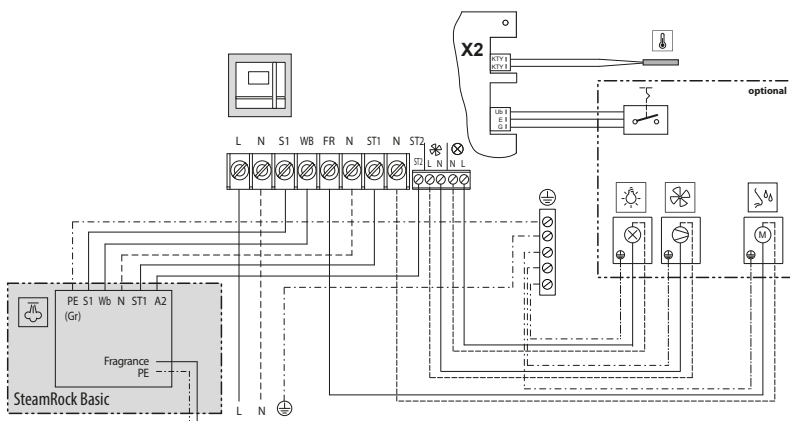 X2
KTY
KTY
optional
Ub
E
G
L N S1 WB FR N ST1 N ST2
ST2 L N N L
M
PE S1 Wb N ST1 A2
(Gr)
Fragrance
PE
SteamRock Basic
L N